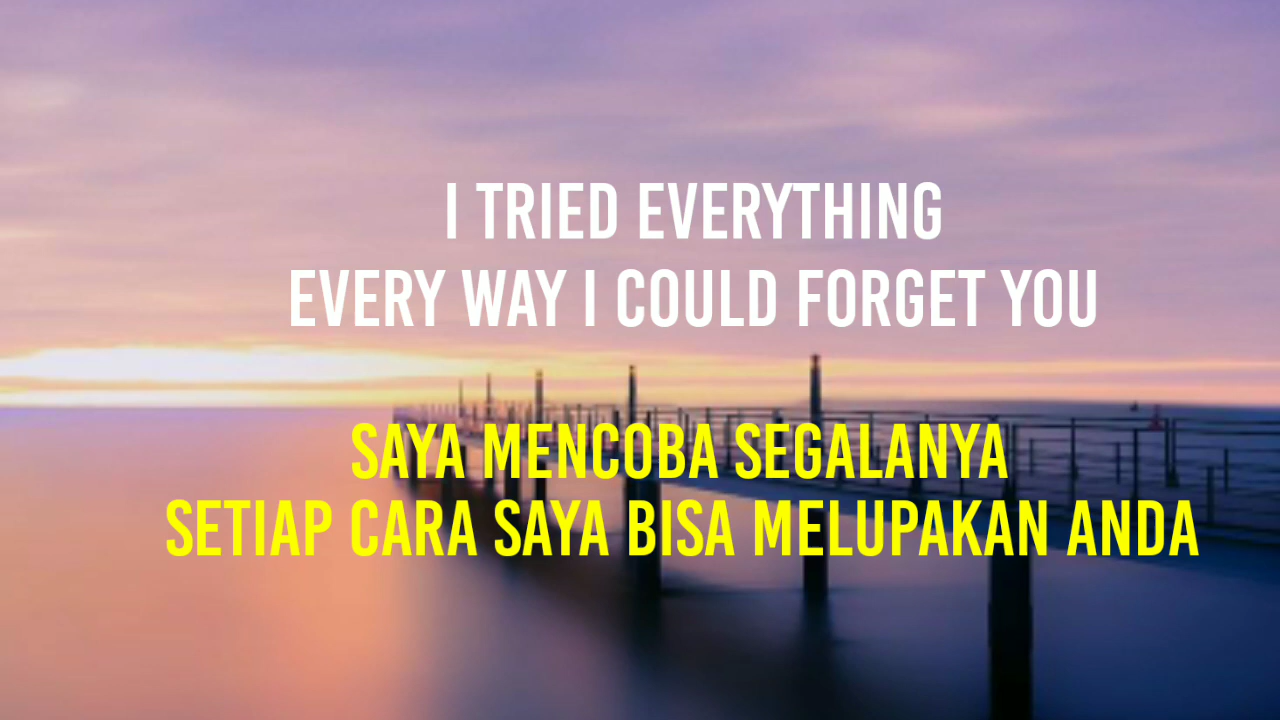 I TRIED EVERYTHING
EVERY WAY I COULD FORGET YOU
SAYA MENCOBA SEGALANYA
SETIAP CARA SAYA BISA MELUPAKAN ANDA